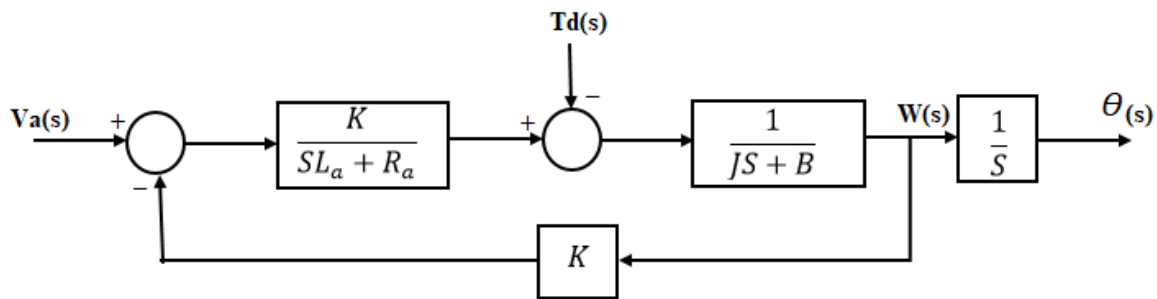 Td(s)
−
Va(s)
+
K
SLₐ + Rₐ
+
1
JS + B
W(s)
1
S
θ(s)
−
K